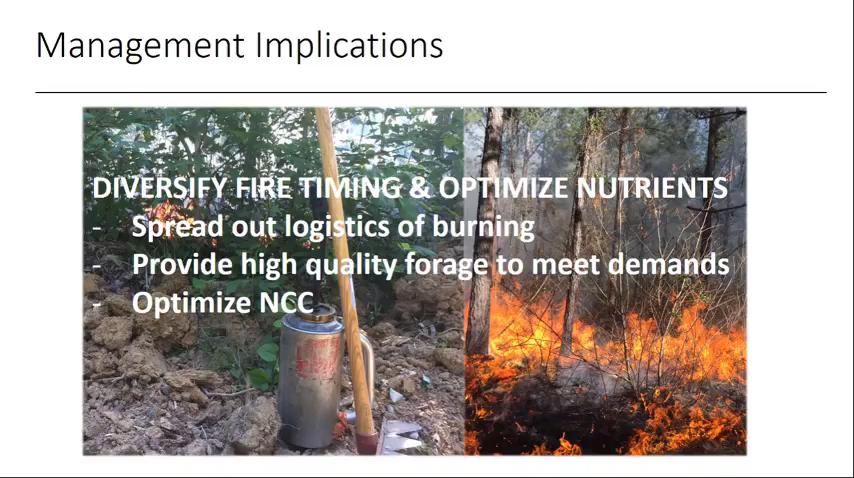 Management Implications
DIVERSIFY FIRE TIMING & OPTIMIZE NUTRIENTS
- Spread out logistics of burning
- Provide high quality forage to meet demands
- Optimize NCC